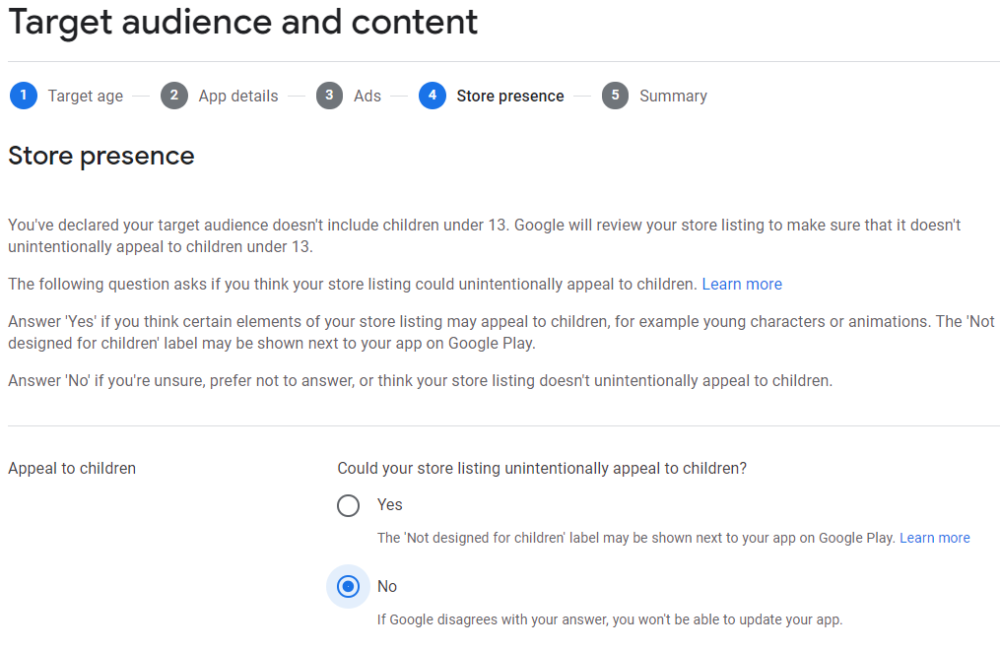 Target audience and content
1 Target age 2 App details 3 Ads 4 Store presence 5 Summary
Store presence
You've declared your target audience doesn't include children under 13. Google will review your store listing to make sure that it doesn't
unintentionally appeal to children under 13.
The following question asks if you think your store listing could unintentionally appeal to children. Learn more
Answer 'Yes' if you think certain elements of your store listing may appeal to children, for example young characters or animations. The 'Not
designed for children' label may be shown next to your app on Google Play.
Answer 'No' if you're unsure, prefer not to answer, or think your store listing doesn't unintentionally appeal to children.
Appeal to children
Could your store listing unintentionally appeal to children?
Yes
The 'Not designed for children' label may be shown next to your app on Google Play. Learn more
No
If Google disagrees with your answer, you won't be able to update your app.